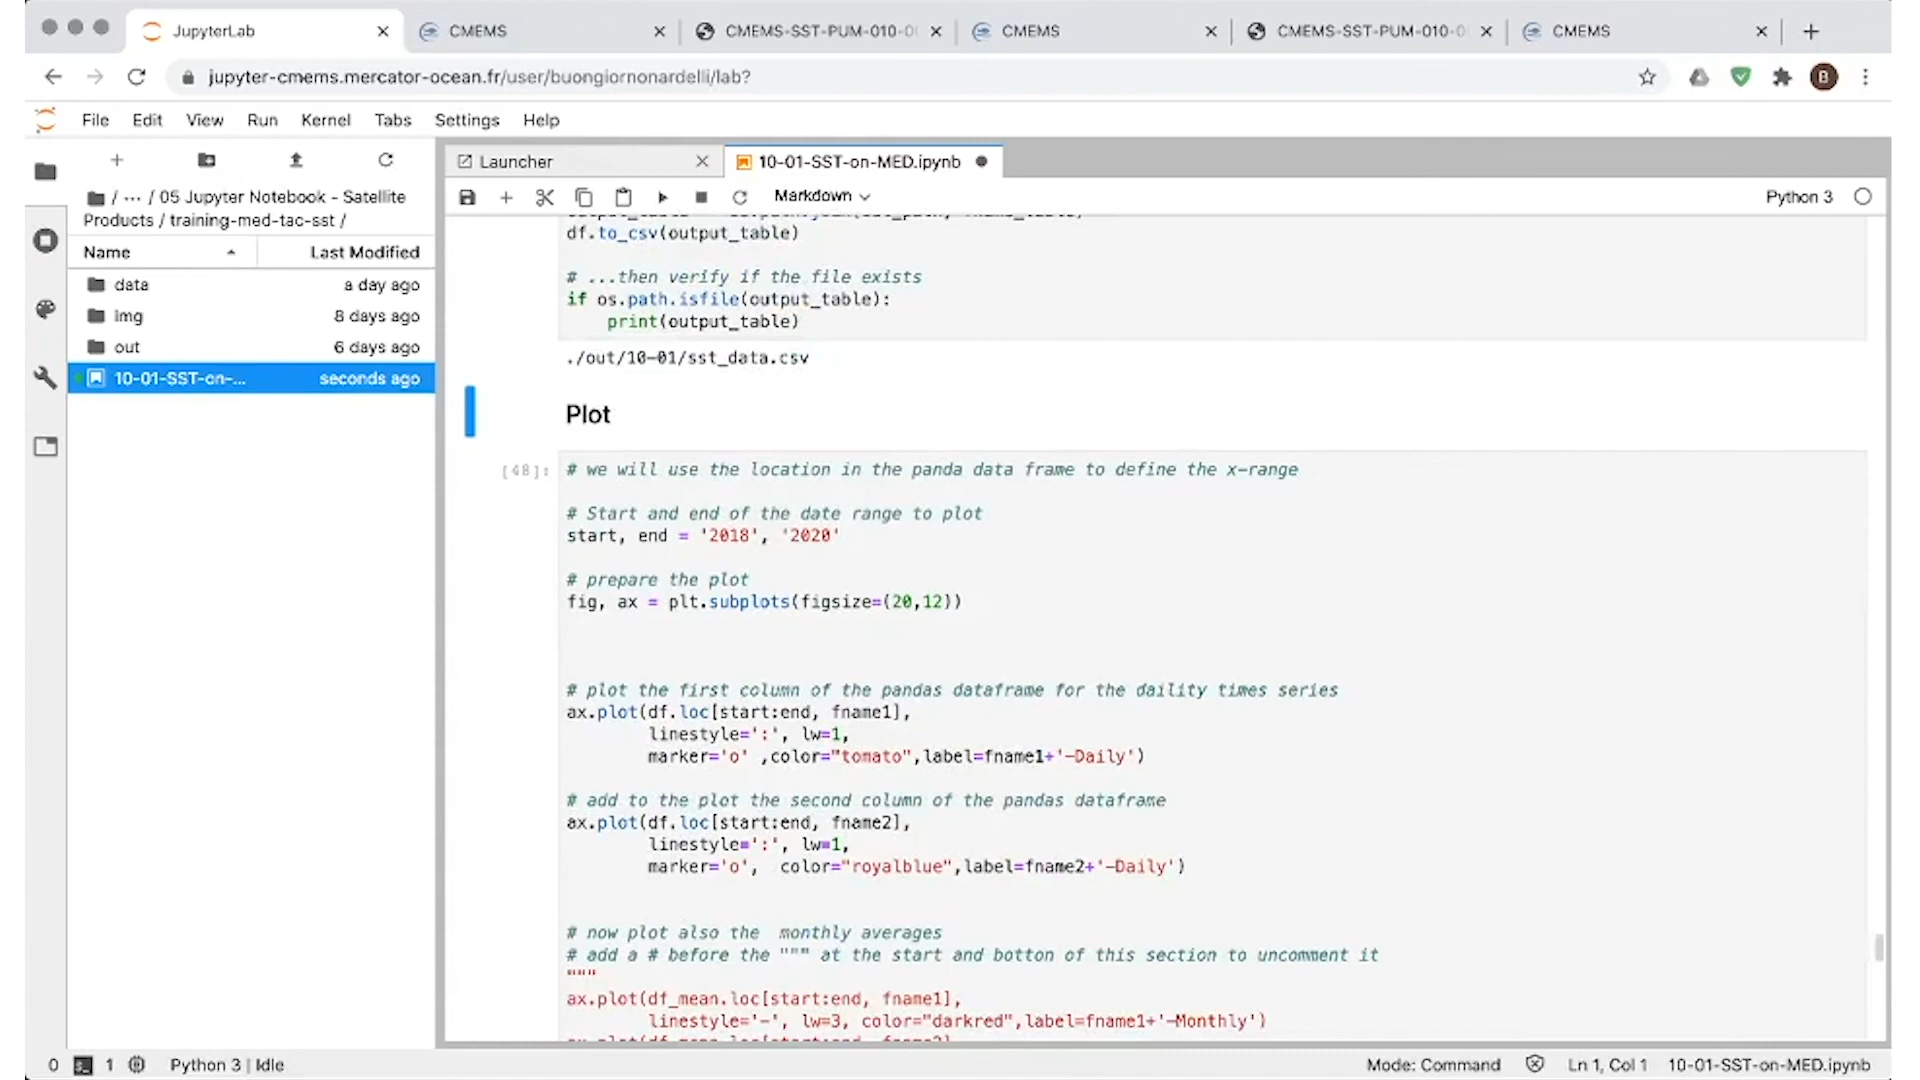 JupyterLab
CMEMS
CMEMS-SST-PUM-010-0
CMEMS
CMEMS-SST-PUM-010-0
CMEMS
jupyter-cmems.mercator-ocean.fr/user/buongiornonardelli/lab?
B
File Edit View Run Kernel Tabs Settings Help
Launcher
10-01-SST-on-MED.ipynb
Markdown
Python 3
/ ··· / 05 Jupyter Notebook - Satellite
Products / training-med-tac-sst /
Name Last Modified
data a day ago
img 8 days ago
out 6 days ago
10-01-SST-on-... seconds ago
df.to_csv(output_table)
# ...then verify if the file exists
if os.path.isfile(output_table):
print(output_table)
./out/10-01/sst_data.csv
Plot
[48]:
# we will use the location in the panda data frame to define the x-range
# Start and end of the date range to plot
start, end = '2018', '2020'
# prepare the plot
fig, ax = plt.subplots(figsize=(20,12))
# plot the first column of the pandas dataframe for the daility times series
ax.plot(df.loc[start:end, fname1],
linestyle=':', lw=1,
marker='o' ,color="tomato",label=fname1+'-Daily')
# add to the plot the second column of the pandas dataframe
ax.plot(df.loc[start:end, fname2],
linestyle=':', lw=1,
marker='o',  color="royalblue",label=fname2+'-Daily')
# now plot also the  monthly averages
# add a # before the """ at the start and botton of this section to uncomment it
"""
ax.plot(df_mean.loc[start:end, fname1],
linestyle='-', lw=3, color="darkred",label=fname1+'-Monthly')
0 1 Python 3 | Idle
Mode: Command Ln 1, Col 1 10-01-SST-on-MED.ipynb